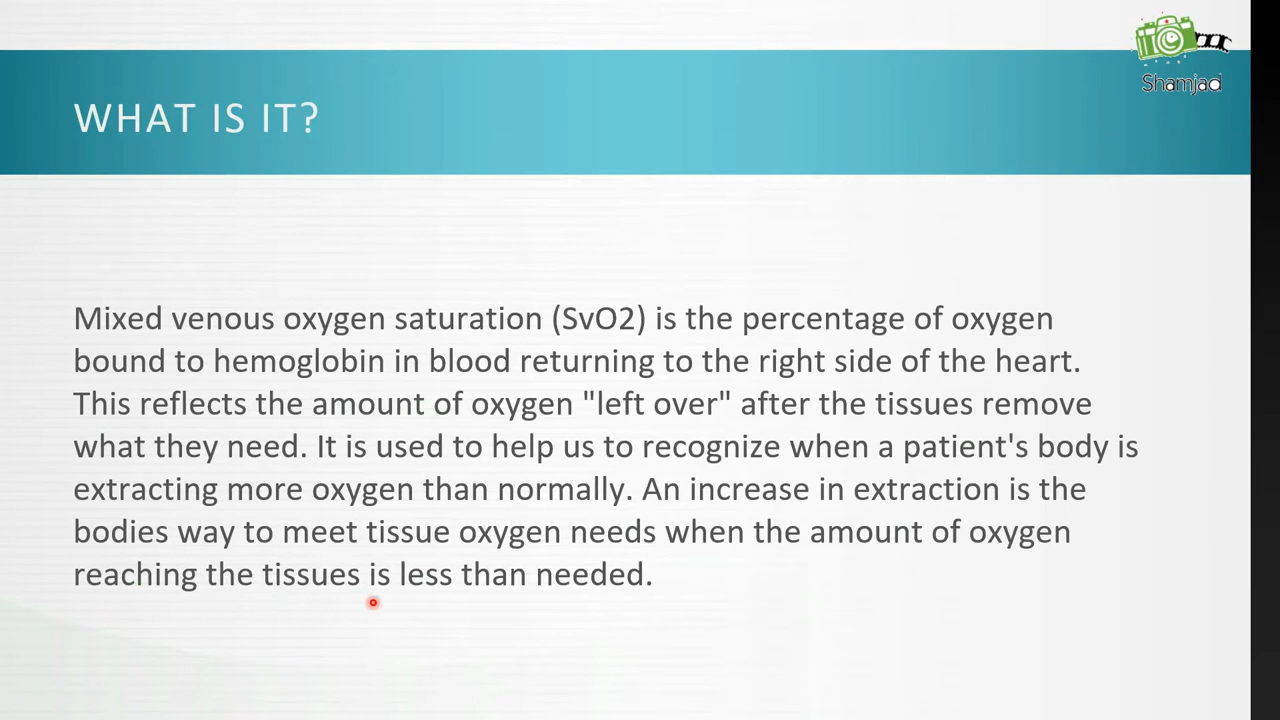 Shamjad
WHAT IS IT?
Mixed venous oxygen saturation (SvO2) is the percentage of oxygen
bound to hemoglobin in blood returning to the right side of the heart.
This reflects the amount of oxygen "left over" after the tissues remove
what they need. It is used to help us to recognize when a patient's body is
extracting more oxygen than normally. An increase in extraction is the
bodies way to meet tissue oxygen needs when the amount of oxygen
reaching the tissues is less than needed.